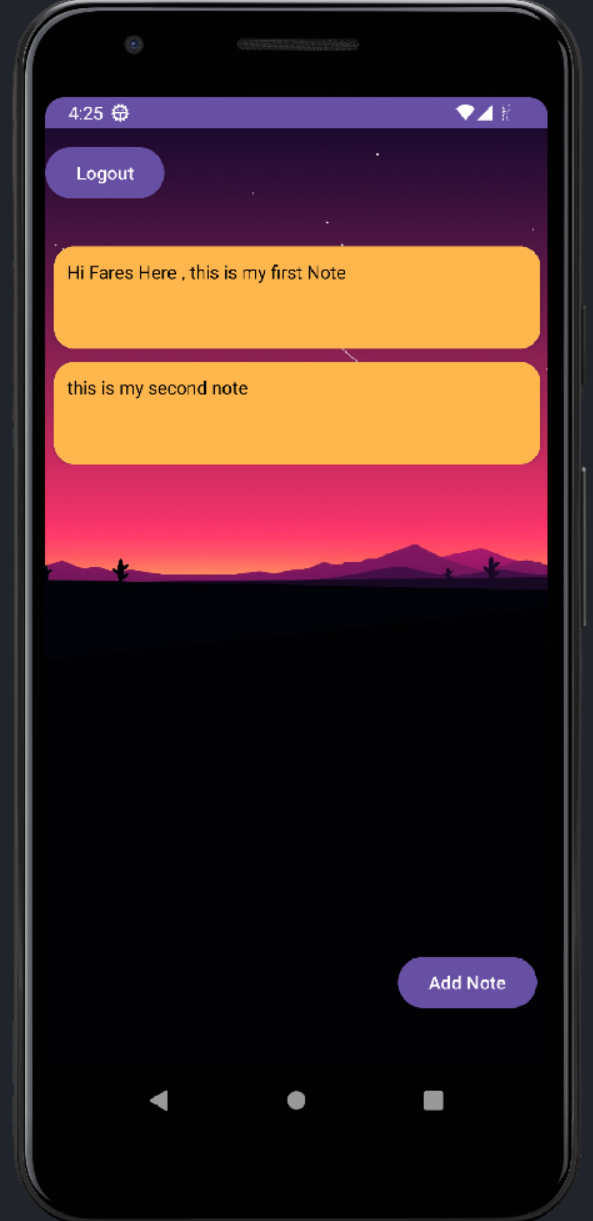 4:25
Logout
Hi Fares Here , this is my first Note
this is my second note
Add Note